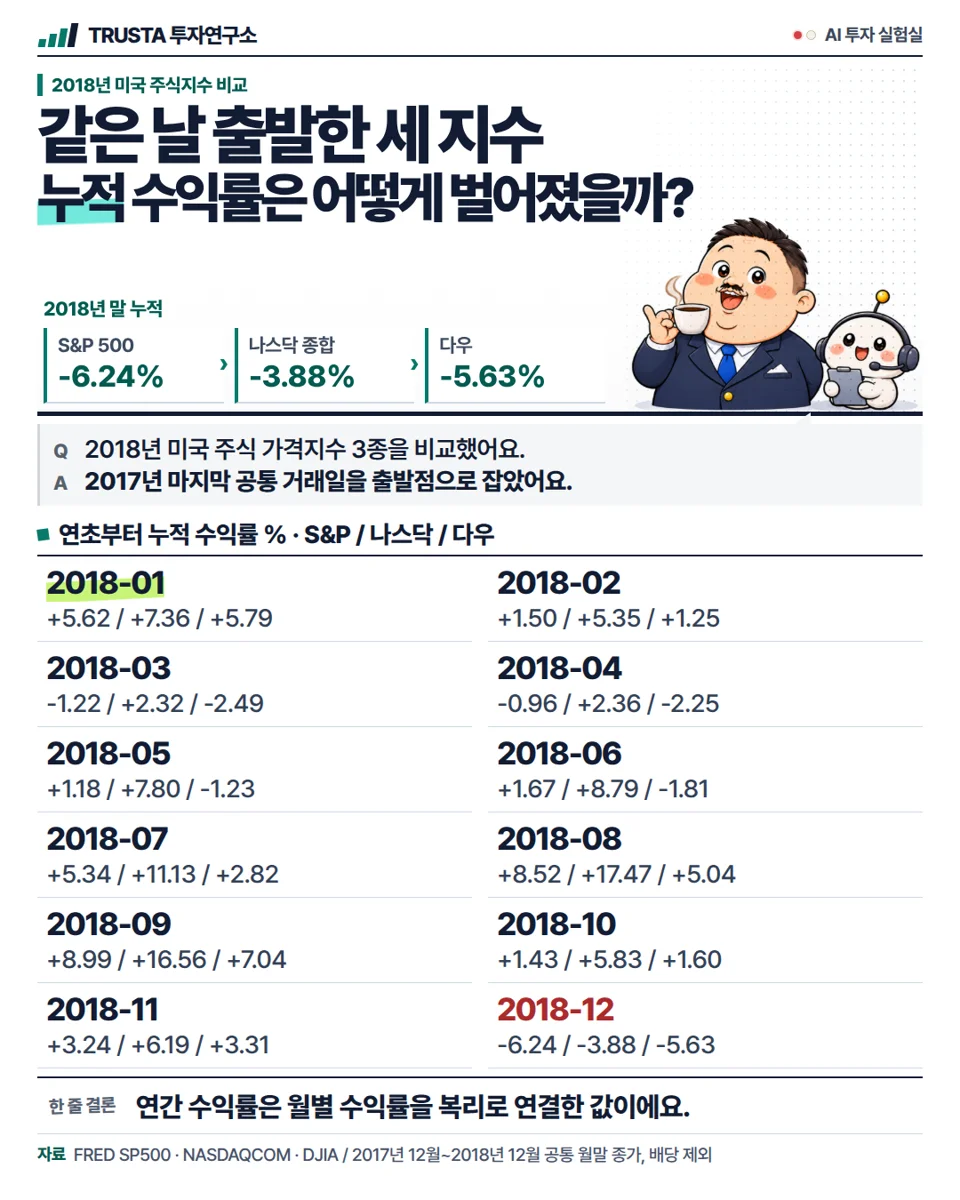 TRUSTA 투자연구소
AI 투자 실험실
2018년 미국 주식지수 비교
같은 날 출발한 세 지수
누적 수익률은 어떻게 벌어졌을까?
2018년 말 누적
S&P 500
-6.24%
›
나스닥 종합
-3.88%
›
다우
-5.63%
Q 2018년 미국 주식 가격지수 3종을 비교했어요.
A 2017년 마지막 공통 거래일을 출발점으로 잡았어요.
연초부터 누적 수익률 % · S&P / 나스닥 / 다우
2018-01
+5.62 / +7.36 / +5.79
2018-02
+1.50 / +5.35 / +1.25
2018-03
-1.22 / +2.32 / -2.49
2018-04
-0.96 / +2.36 / -2.25
2018-05
+1.18 / +7.80 / -1.23
2018-06
+1.67 / +8.79 / -1.81
2018-07
+5.34 / +11.13 / +2.82
2018-08
+8.52 / +17.47 / +5.04
2018-09
+8.99 / +16.56 / +7.04
2018-10
+1.43 / +5.83 / +1.60
2018-11
+3.24 / +6.19 / +3.31
2018-12
-6.24 / -3.88 / -5.63
한 줄 결론 연간 수익률은 월별 수익률을 복리로 연결한 값이에요.
자료 FRED SP500 · NASDAQCOM · DJIA / 2017년 12월~2018년 12월 공통 월말 종가, 배당 제외